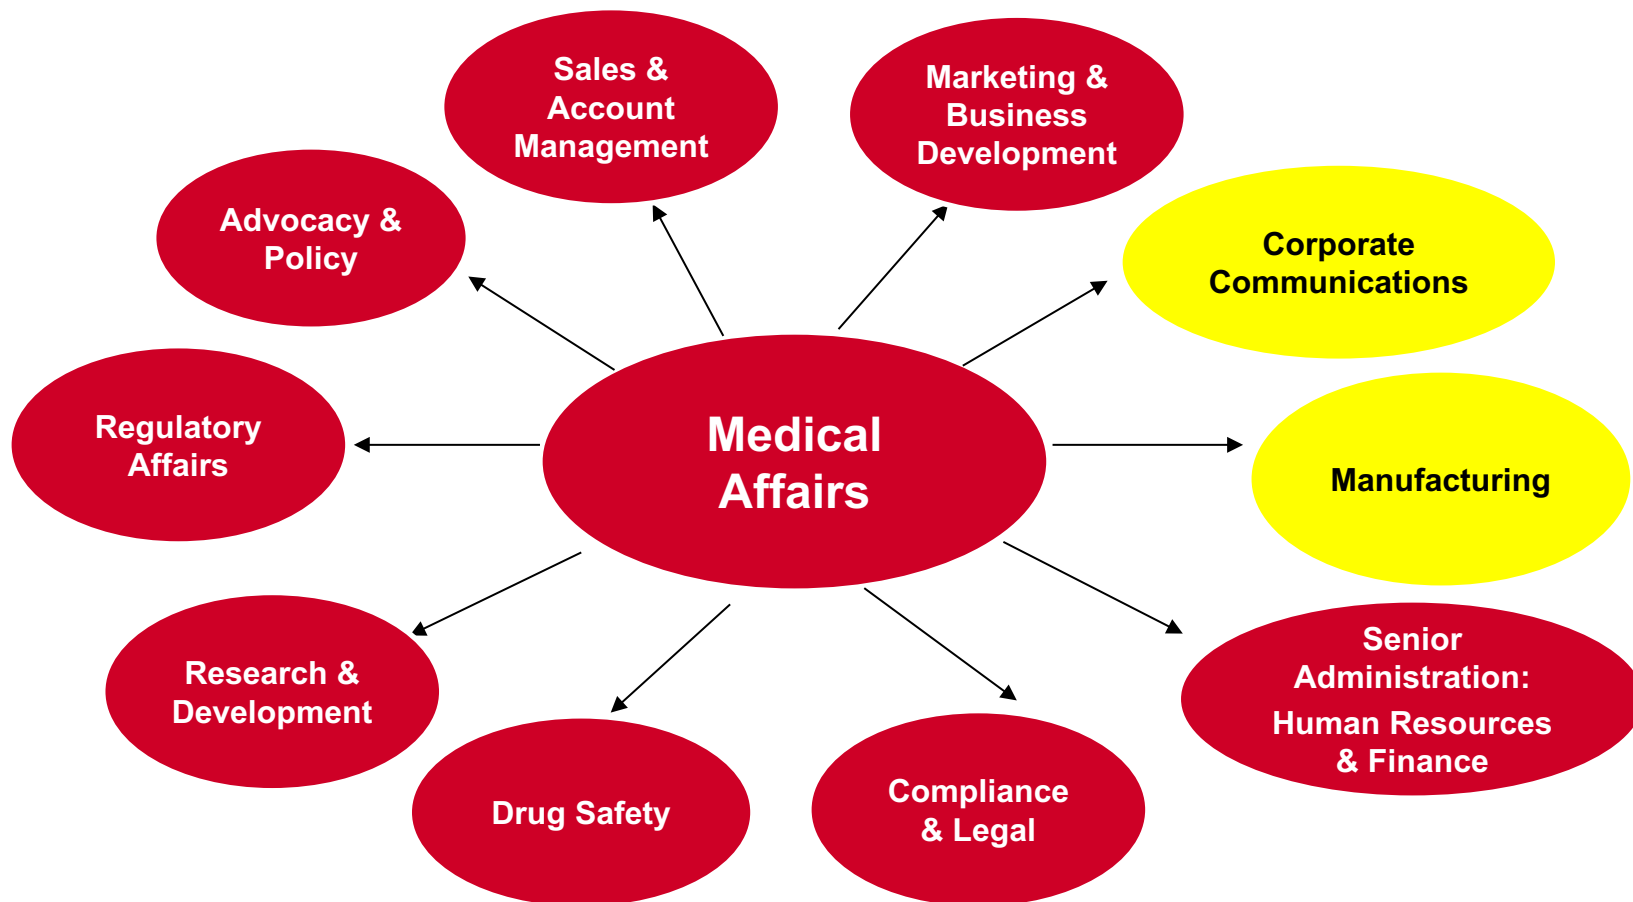 Sales &
Account
Management
Marketing &
Business
Development
Advocacy &
Policy
Corporate
Communications
Regulatory
Affairs
Medical
Affairs
Manufacturing
Research &
Development
Senior
Administration:
Human Resources
& Finance
Drug Safety
Compliance
& Legal